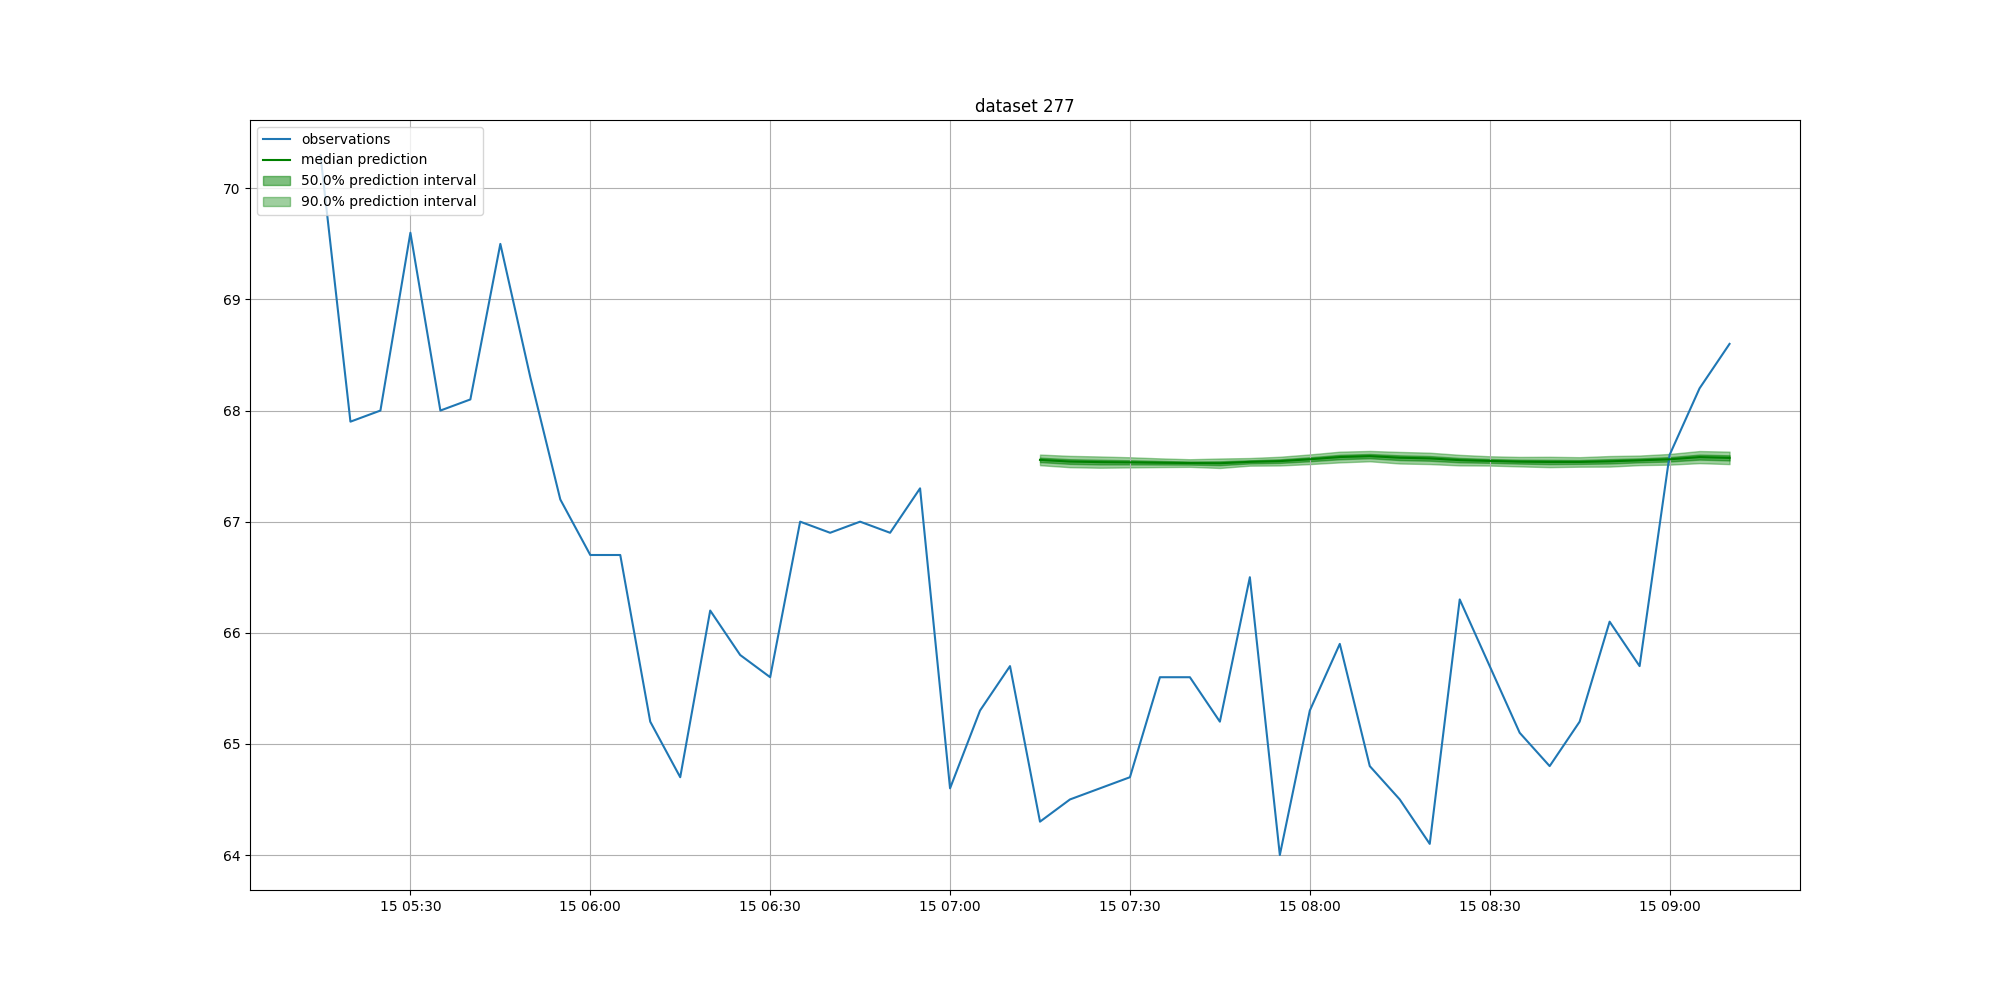 dataset 277
observations
median prediction
50.0% prediction interval
90.0% prediction interval
70
69
68
67
66
65
64
15 05:30 15 06:00 15 06:30 15 07:00 15 07:30 15 08:00 15 08:30 15 09:00